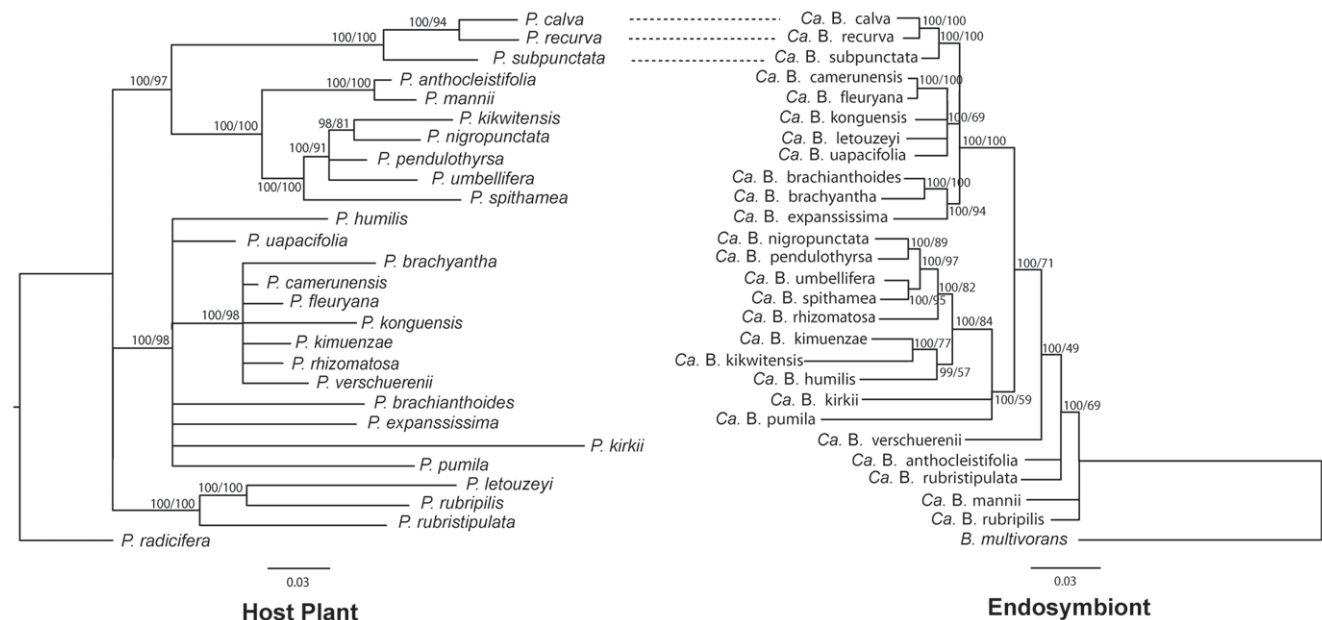 100/94
P. calva
P. recurva
100/100
P. subpunctata
100/97
P. anthocleistifolia
100/100
P. mannii
100/100
P. kikwitensis
98/81
P. nigropunctata
100/91
P. pendulothyrsa
P. umbellifera
100/100
P. spithamea
P. humilis
P. uapacifolia
P. brachyantha
P. camerunensis
P. fleuryana
100/98
P. konguensis
100/98
P. kimuenzae
P. rhizomatosa
P. verschuerenii
P. brachianthoides
P. expanssissima
P. kirkii
P. pumila
P. letouzeyi
100/100
P. rubripilis
100/100
P. rubristipulata
P. radicifera
0.03
Host Plant
Ca. B. calva
100/100
Ca. B. recurva
100/100
Ca. B. subpunctata
Ca. B. camerunensis
100/100
Ca. B. fleuryana
Ca. B. konguensis
100/69
Ca. B. letouzeyi
100/100
Ca. B. uapacifolia
Ca. B. brachianthoides
100/100
Ca. B. brachyantha
100/94
Ca. B. expanssissima
Ca. B. nigropunctata
100/89
Ca. B. pendulothyrsa
100/97
100/71
Ca. B. umbellifera
100/82
Ca. B. spithamea
100/95
Ca. B. rhizomatosa
100/84
Ca. B. kimuenzae
100/77
100/49
Ca. B. kikwitensis
99/57
Ca. B. humilis
Ca. B. kirkii
100/59
100/69
Ca. B. pumila
Ca. B. verschuerenii
Ca. B. anthocleistifolia
Ca. B. rubristipulata
Ca. B. mannii
Ca. B. rubripilis
B. multivorans
0.03
Endosymbiont